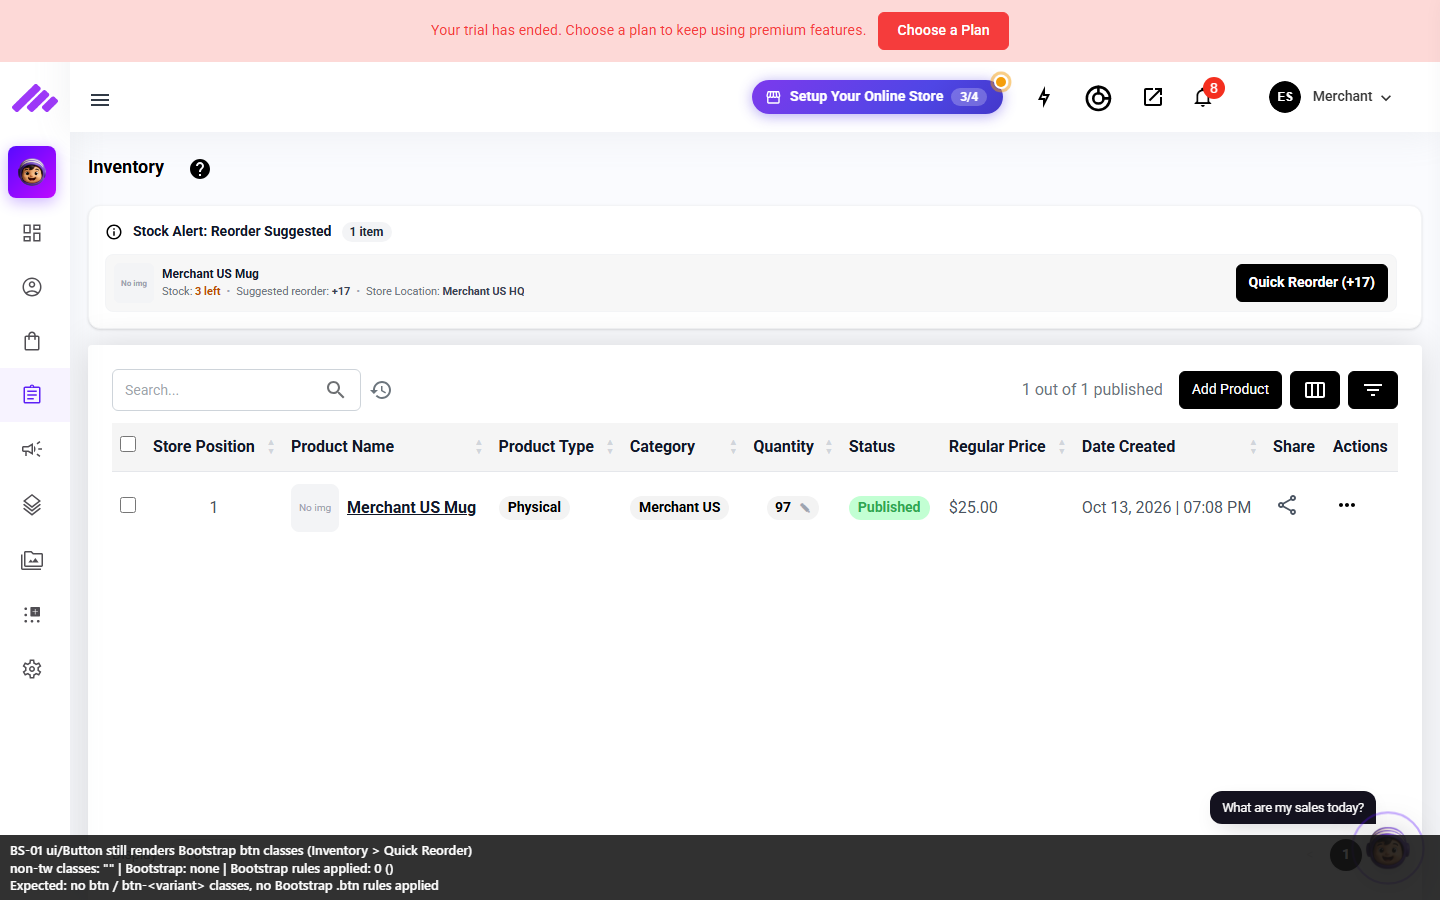 Your trial has ended. Choose a plan to keep using premium features. Choose a Plan
Setup Your Online Store 3/4
8
ES Merchant
Inventory ?
Stock Alert: Reorder Suggested 1 item
No img
Merchant US Mug
Stock: 3 left · Suggested reorder: +17 · Store Location: Merchant US HQ
Quick Reorder (+17)
Search...
1 out of 1 published Add Product
Store Position Product Name Product Type Category Quantity Status Regular Price Date Created Share Actions
1 No img Merchant US Mug Physical Merchant US 97 Published $25.00 Oct 13, 2026 | 07:08 PM
What are my sales today?
1
BS-01 ui/Button still renders Bootstrap btn classes (Inventory > Quick Reorder)
non-tw classes: "" | Bootstrap: none | Bootstrap rules applied: 0 ()
Expected: no btn / btn-<variant> classes, no Bootstrap .btn rules applied